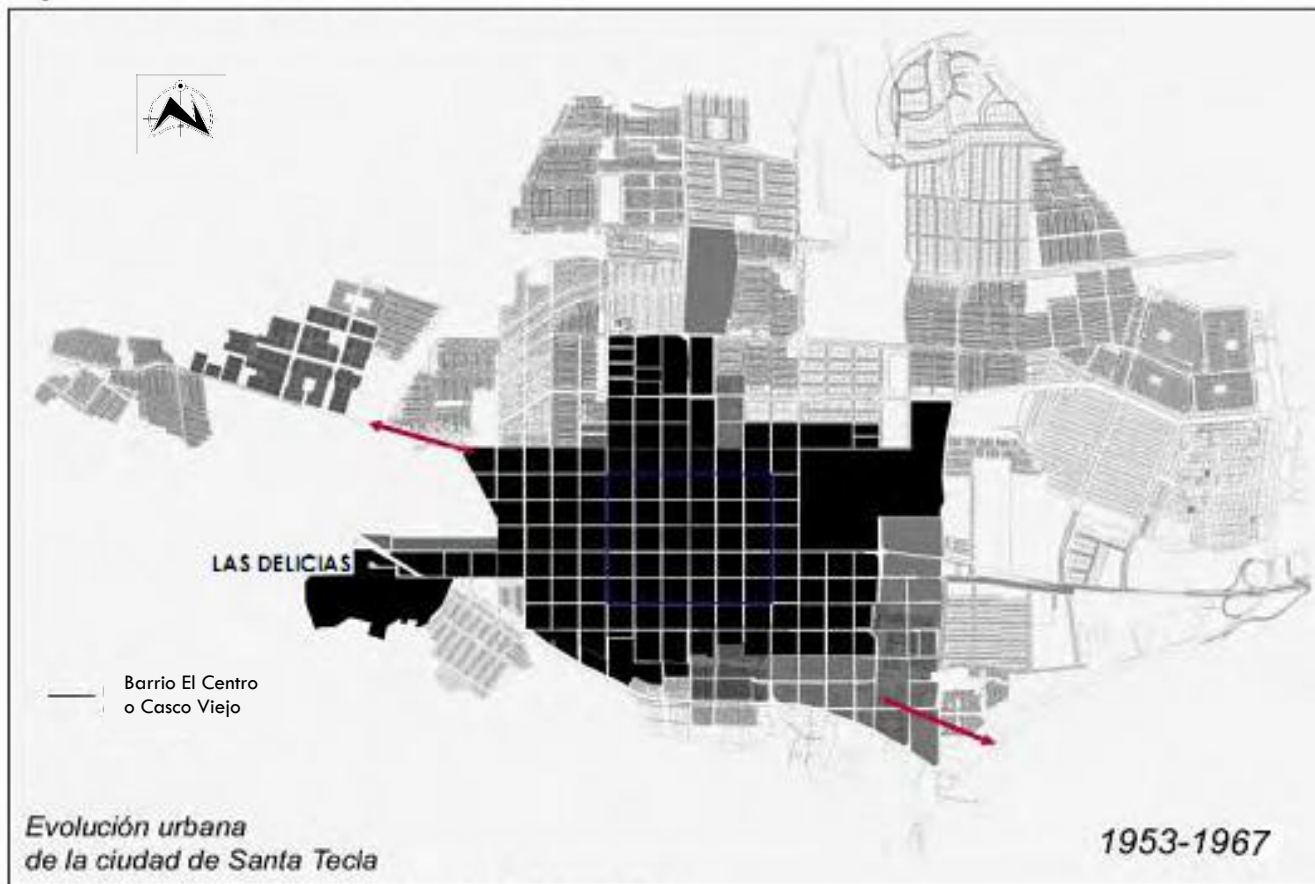 LAS DELICIAS
Barrio El Centro
o Casco Viejo
Evolución urbana
de la ciudad de Santa Tecla
1953-1967